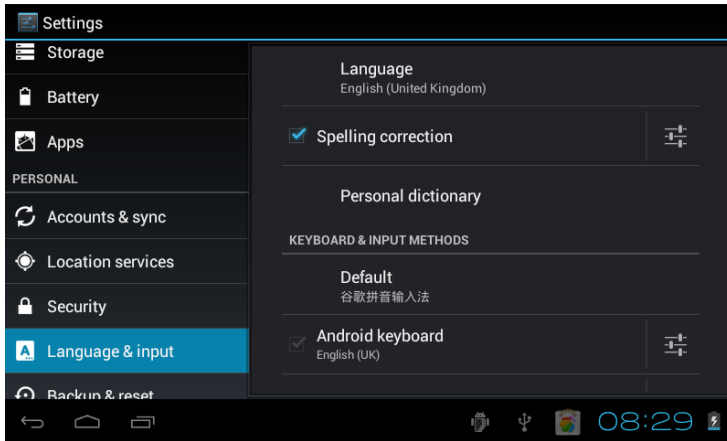 Settings
Storage
Battery
Apps
PERSONAL
Accounts & sync
Location services
Security
Language & input
Backup & reset
Language
English (United Kingdom)
Spelling correction
Personal dictionary
KEYBOARD & INPUT METHODS
Default
谷歌拼音输入法
Android keyboard
English (UK)
08:29